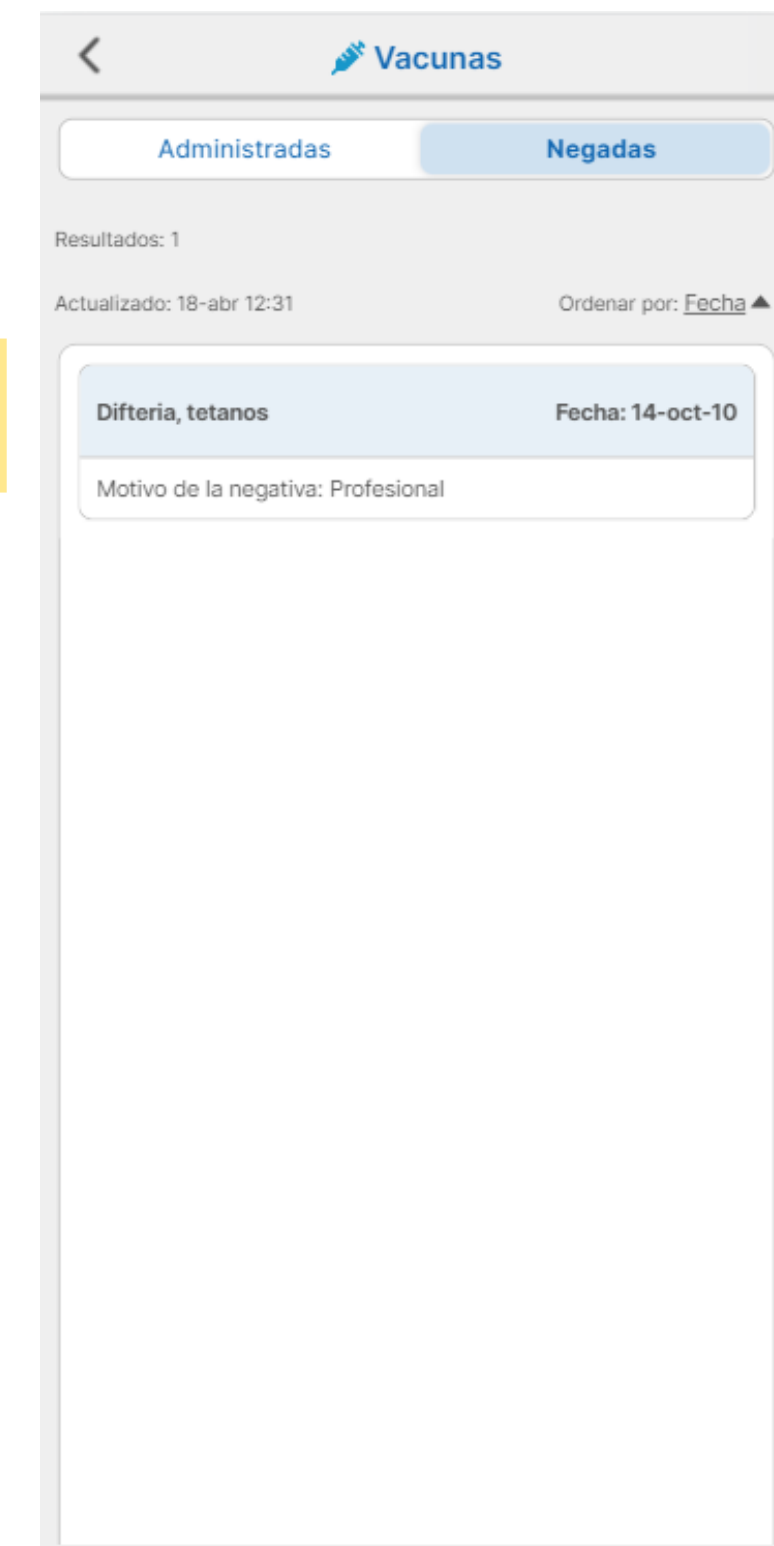 Vacunas
Administradas Negadas
Resultados: 1
Actualizado: 18-abr 12:31 Ordenar por: Fecha
Difteria, tetanos Fecha: 14-oct-10
Motivo de la negativa: Profesional